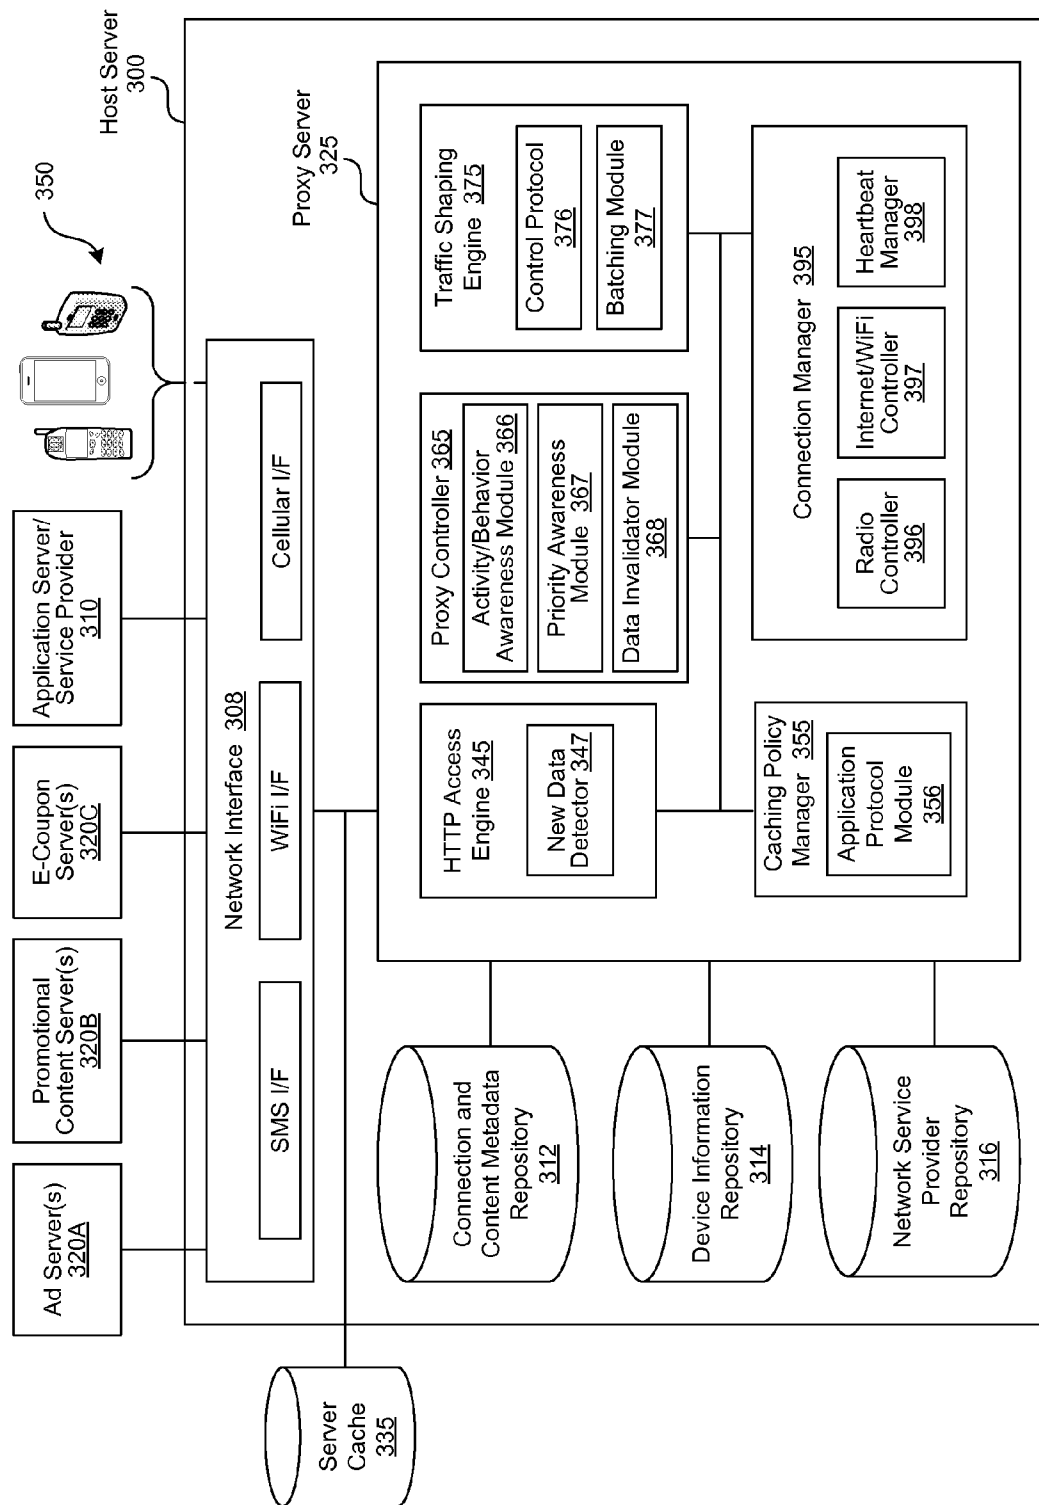 Ad Server(s)
320A
Promotional
Content Server(s)
320B
E-Coupon
Server(s)
320C
Application Server/
Service Provider
310
350
Host Server
300
Network Interface 308
SMS I/F
WiFi I/F
Cellular I/F
Server
Cache
335
Proxy Server
325
Connection and
Content Metadata
Repository
312
Device Information
Repository
314
Network Service
Provider
Repository
316
HTTP Access
Engine 345
New Data
Detector 347
Proxy Controller 365
Activity/Behavior
Awareness Module 366
Priority Awareness
Module 367
Data Invalidator Module
368
Traffic Shaping
Engine 375
Control Protocol
376
Batching Module
377
Caching Policy
Manager 355
Application
Protocol
Module
356
Connection Manager 395
Radio
Controller
396
Internet/WiFi
Controller
397
Heartbeat
Manager
398